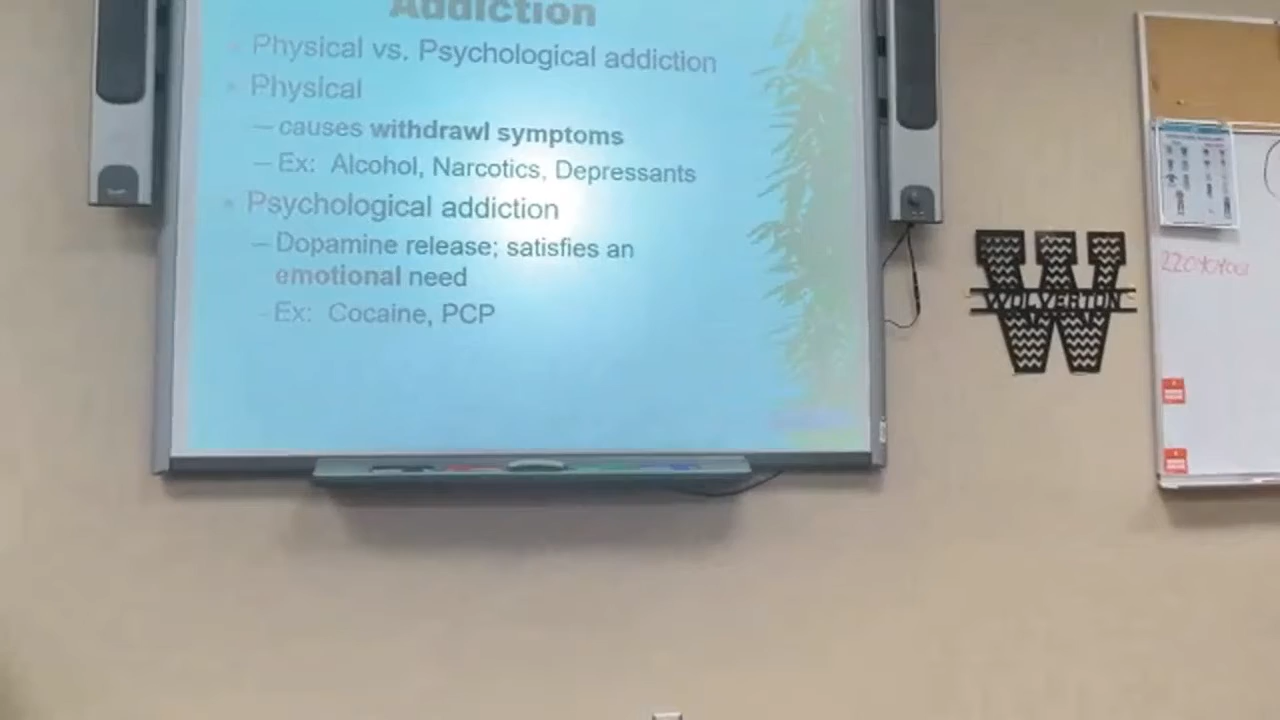 Addiction
Physical vs. Psychological addiction
Physical
– causes withdrawl symptoms
– Ex: Alcohol, Narcotics, Depressants
Psychological addiction
– Dopamine release; satisfies an
emotional need
- Ex: Cocaine, PCP
WOLVERTON